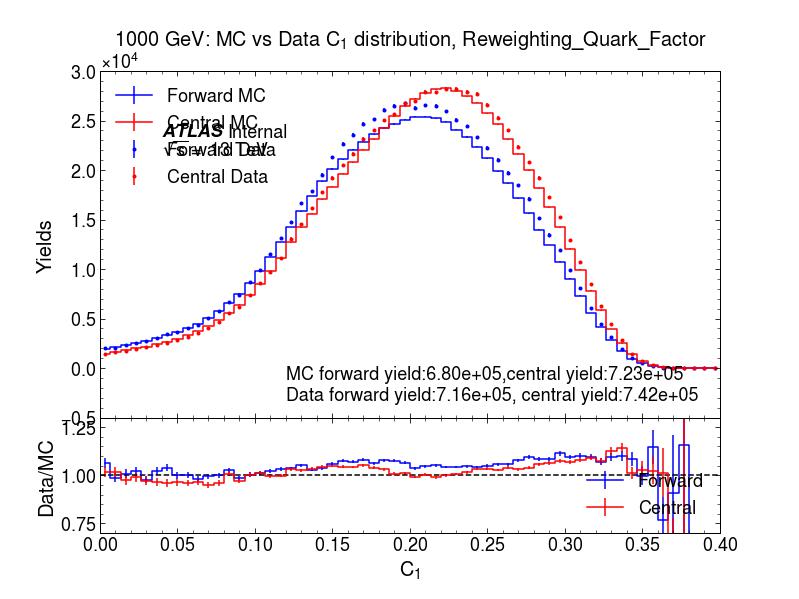 1000 GeV: MC vs Data C1 distribution, Reweighting_Quark_Factor
×10^4
3.0
2.5
2.0
1.5
1.0
0.5
0.0
0.5
Yields
Forward MC
Central MC
ATLAS Internal
√s = 13 TeV
Forward Data
Central Data
MC forward yield:6.80e+05,central yield:7.23e+05
Data forward yield:7.16e+05, central yield:7.42e+05
1.25
1.00
0.75
Data/MC
Forward
Central
0.00 0.05 0.10 0.15 0.20 0.25 0.30 0.35 0.40
C1